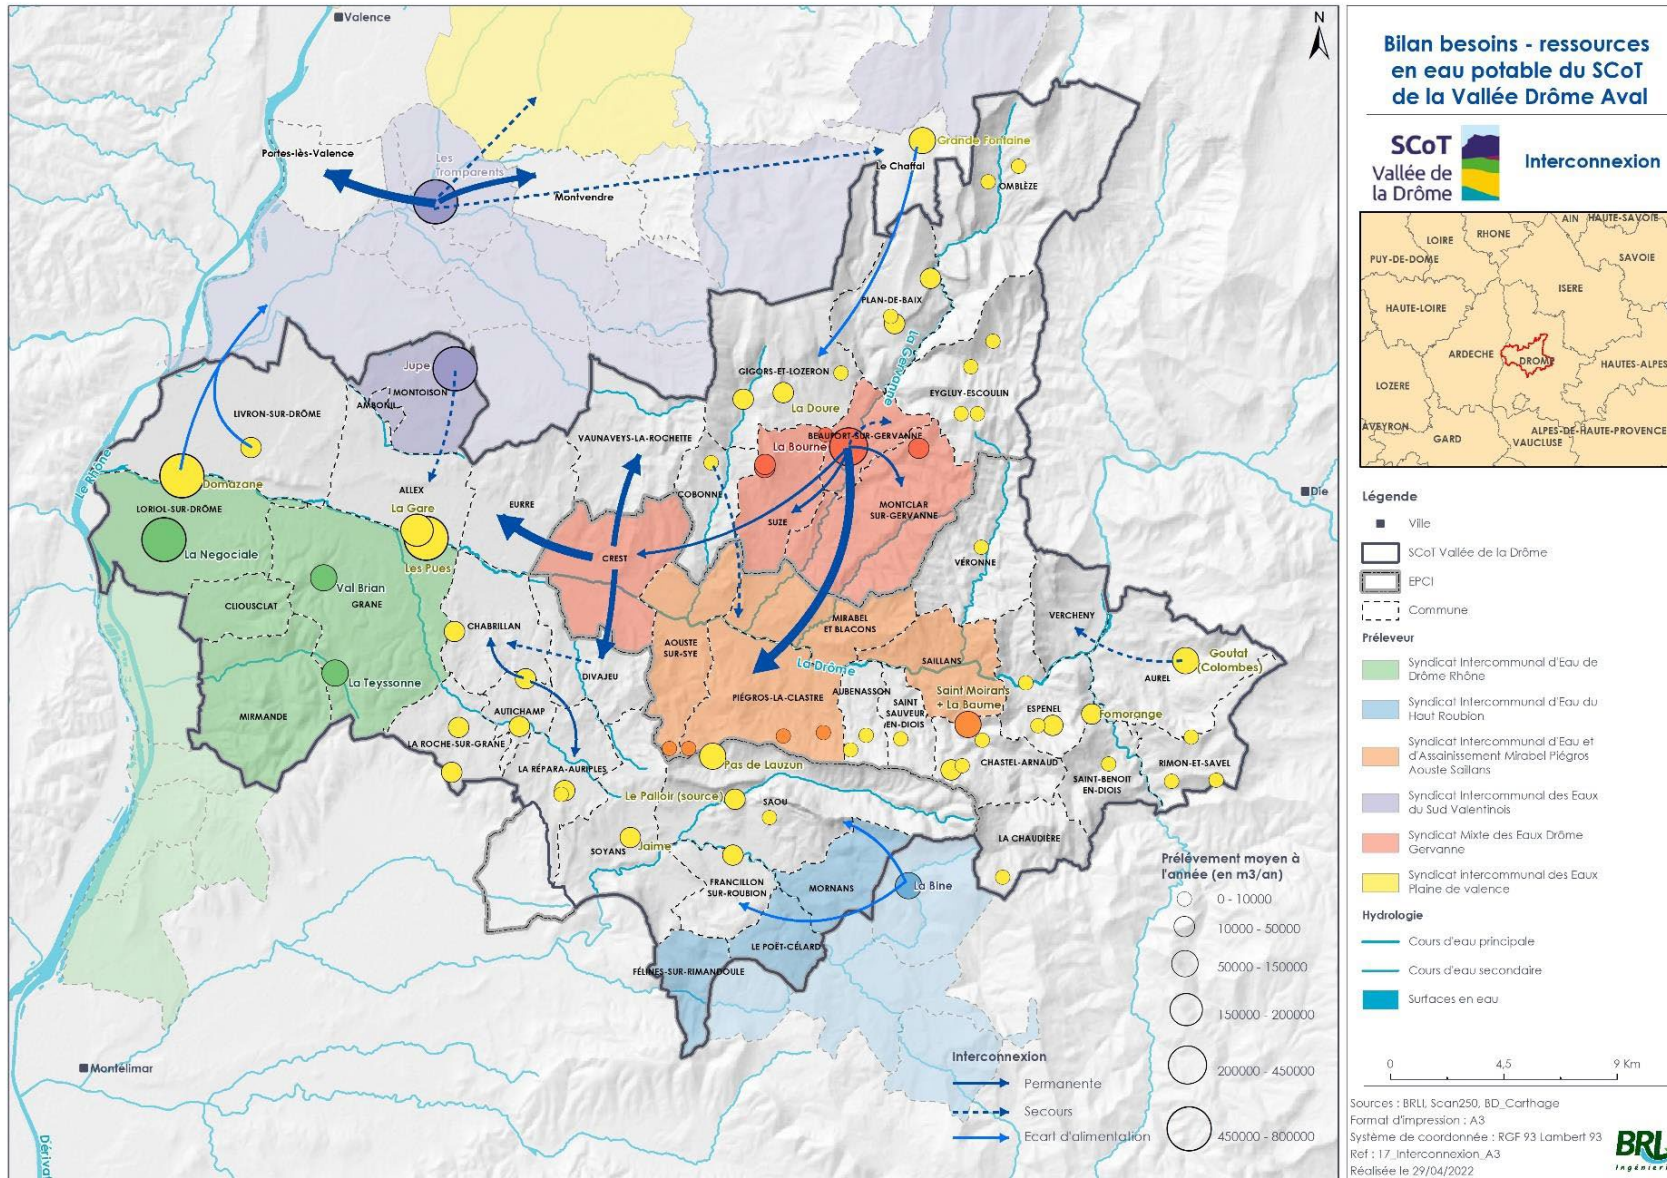 Bilan besoins - ressources
en eau potable du SCoT
de la Vallée Drôme Aval
SCoT
Vallée de
la Drôme
Interconnexion
AIN
HAUTE-SAVOIE
LOIRE
RHONE
PUY-DE-DOME
SAVOIE
ISERE
HAUTE-LOIRE
ARDECHE
DROME
HAUTES-ALPES
LOZERE
AVEYRON
GARD
VAUCLUSE
ALPES-DE-HAUTE-PROVENCE
Légende
Ville
SCoT Vallée de la Drôme
EPCI
Commune
Préleveur
Syndicat Intercommunal d'Eau de
Drôme Rhône
Syndicat Intercommunal d'Eau du
Haut Roubion
Syndicat Intercommunal d'Eau et
d'Assainissement Mirabel Piégros
Aouste Saillans
Syndicat Intercommunal des Eaux
du Sud Valentinois
Syndicat Mixte des Eaux Drôme
Gervanne
Syndicat intercommunal des Eaux
Plaine de valence
Hydrologie
Cours d'eau principale
Cours d'eau secondaire
Surfaces en eau
0 4,5 9 Km
Sources : BRLI, Scan250, BD_Carthage
Format d'impression : A3
Système de coordonnée : RGF 93 Lambert 93
Ref : 17_Interconnexion_A3
Réalisée le 29/04/2022
Ingénierie
N
Valence
Portes-lès-Valence
Les
Tromparents
Montvendre
Grande Fontaine
Le Chaffal
OMBLÈZE
PLAN-DE-BAIX
La Gervanne
Jupe
MONTOISON
AMBONIL
LIVRON-SUR-DRÔME
GIGORS-ET-LOZERON
La Doure
EYGLUY-ESCOULIN
VAUNAVEYS-LA-ROCHETTE
BEAUFORT-SUR-GERVANNE
La Bourne
Le Rhône
Domazane
ALLEX
EURRE
COBONNE
SUZE
MONTCLAR
SUR-GERVANNE
Die
LORIOL-SUR-DRÔME
La Gare
La Negociale
Les Pues
CREST
VÉRONNE
Val Brian
CLIOUSCLAT
GRANE
CHABRILLAN
MIRABEL
ET BLACONS
VERCHENY
AOUSTE
SUR-SYE
La Drôme
SAILLANS
Goutat
(Colombes)
AUREL
La Teyssonne
DIVAJEU
PIÉGROS-LA-CLASTRE
AUBENASSON
Saint Moirans
+ La Baume
SAINT
SAUVEUR
EN-DIOIS
MIRMANDE
AUTICHAMP
ESPENEL
Fomorange
LA ROCHE-SUR-GRANE
LA RÉPARA-AURIPLES
Pas de Lauzun
CHASTEL-ARNAUD
RIMON-ET-SAVEL
SAINT-BENOIT
EN-DIOIS
Le Palloir (source)
SAOU
SOYANS
Jaime
LA CHAUDIÈRE
FRANCILLON
SUR-ROUBION
MORNANS
La Bine
LE POËT-CÉLARD
FÉLINES-SUR-RIMANDOULE
Montélimar
Prélèvement moyen à
l'année (en m3/an)
0 - 10000
10000 - 50000
50000 - 150000
150000 - 200000
200000 - 450000
450000 - 800000
Interconnexion
Permanente
Secours
Ecart d'alimentation